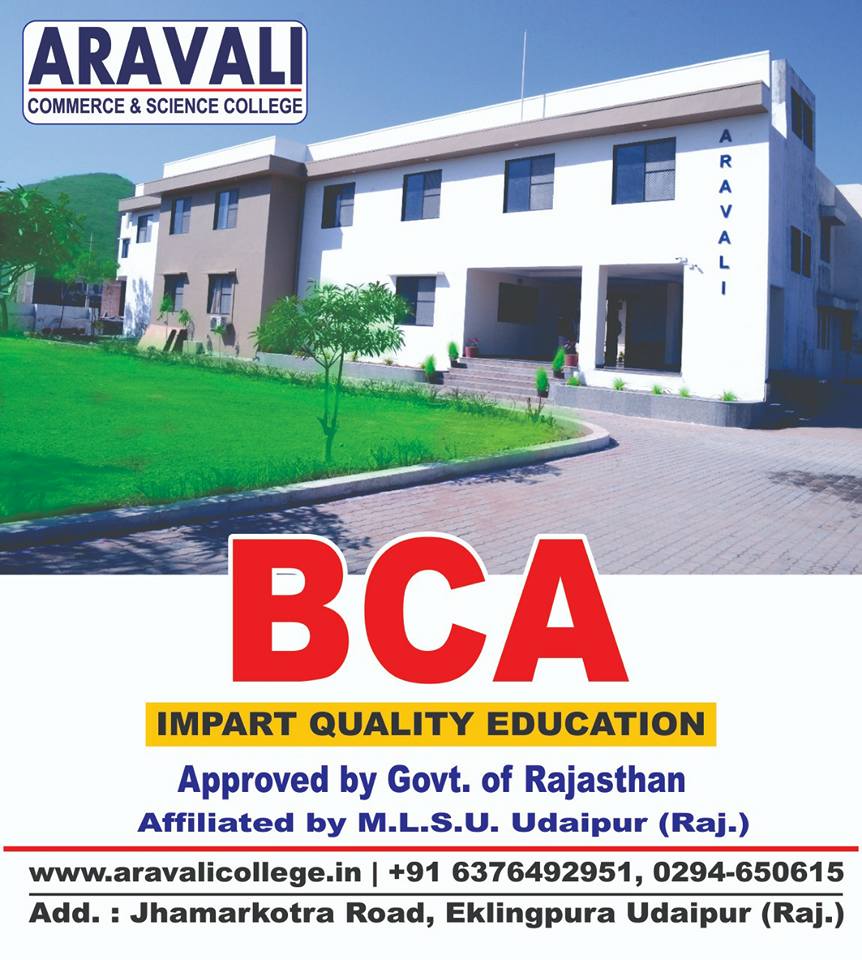 ARAVALI
COMMERCE & SCIENCE COLLEGE
ARAVALI
BCA
IMPART QUALITY EDUCATION
Approved by Govt. of Rajasthan
Affiliated by M.L.S.U. Udaipur (Raj.)
www.aravalicollege.in | +91 6376492951, 0294-650615
Add. : Jhamarkotra Road, Eklingpura Udaipur (Raj.)